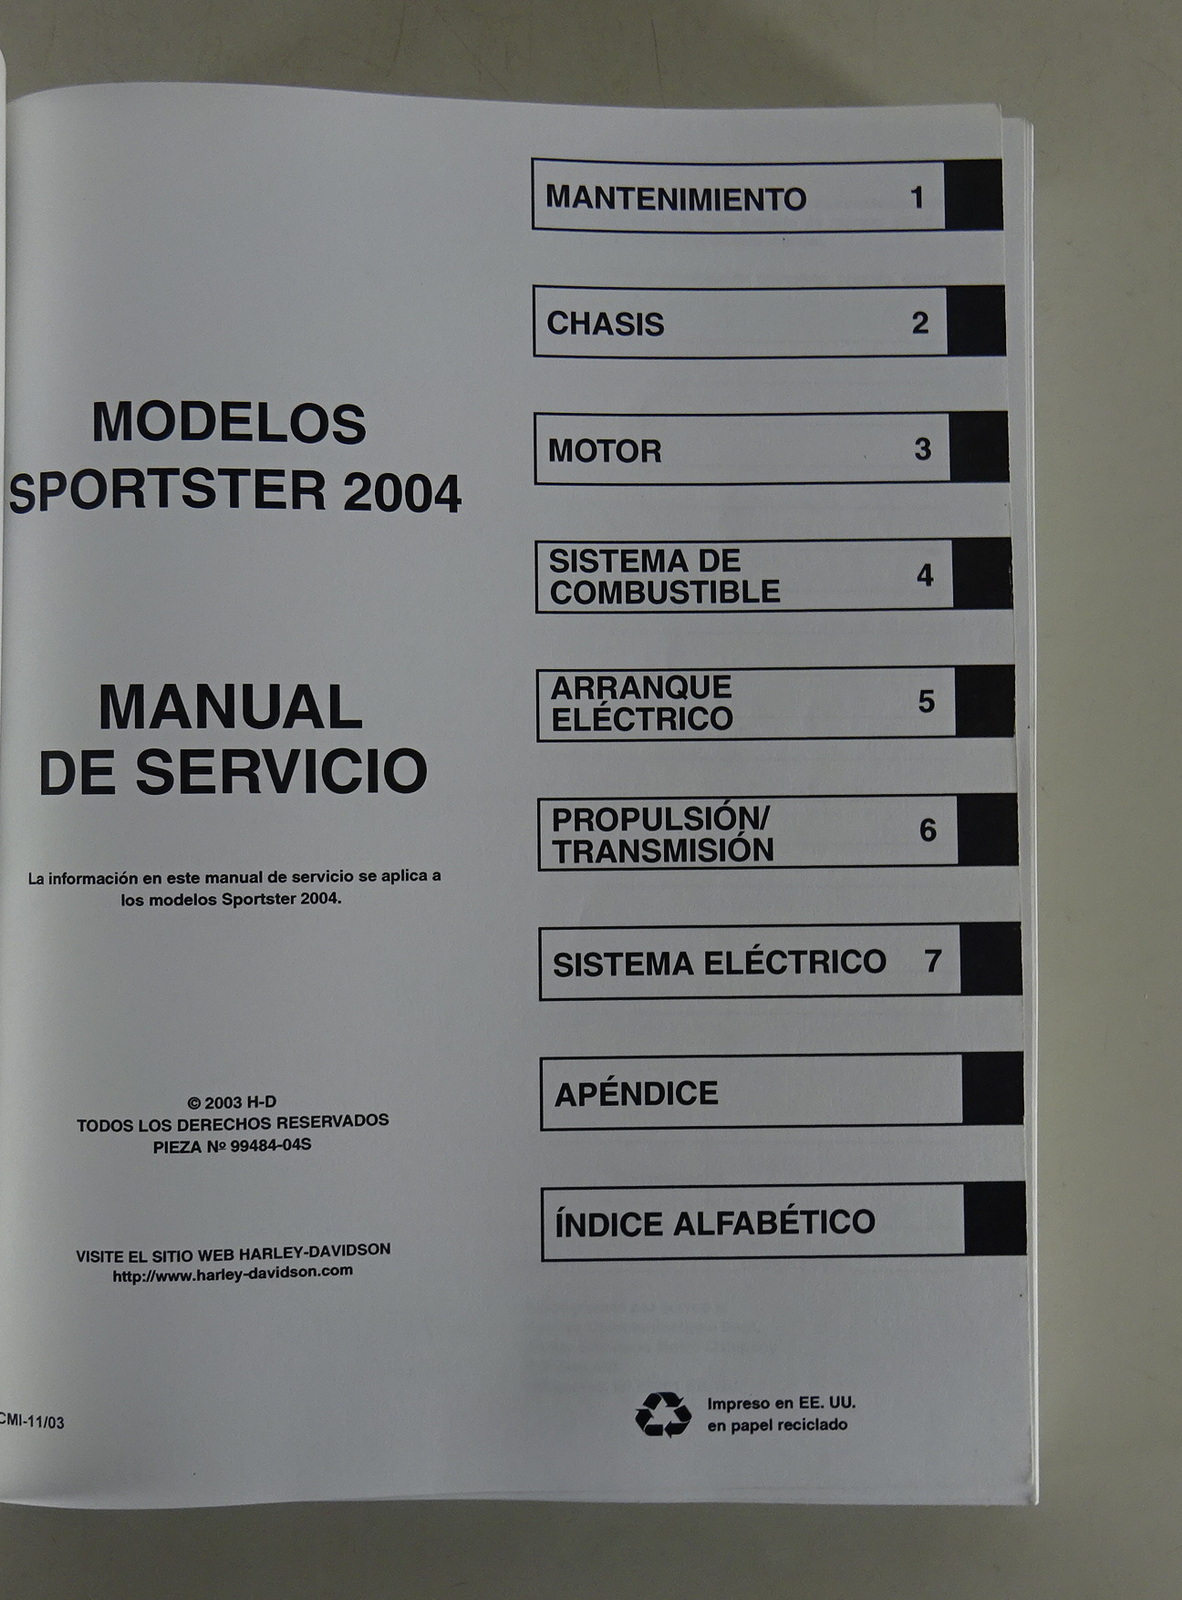 MODELOS
SPORTSTER 2004
MANUAL
DE SERVICIO
La información en este manual de servicio se aplica a
los modelos Sportster 2004.
© 2003 H-D
TODOS LOS DERECHOS RESERVADOS
PIEZA Nº 99484-04S
VISITE EL SITIO WEB HARLEY-DAVIDSON
http://www.harley-davidson.com
CMI-11/03
MANTENIMIENTO 1
CHASIS 2
MOTOR 3
SISTEMA DE
COMBUSTIBLE 4
ARRANQUE
ELÉCTRICO 5
PROPULSIÓN/
TRANSMISIÓN 6
SISTEMA ELÉCTRICO 7
APÉNDICE
ÍNDICE ALFABÉTICO
Impreso en EE. UU.
en papel reciclado